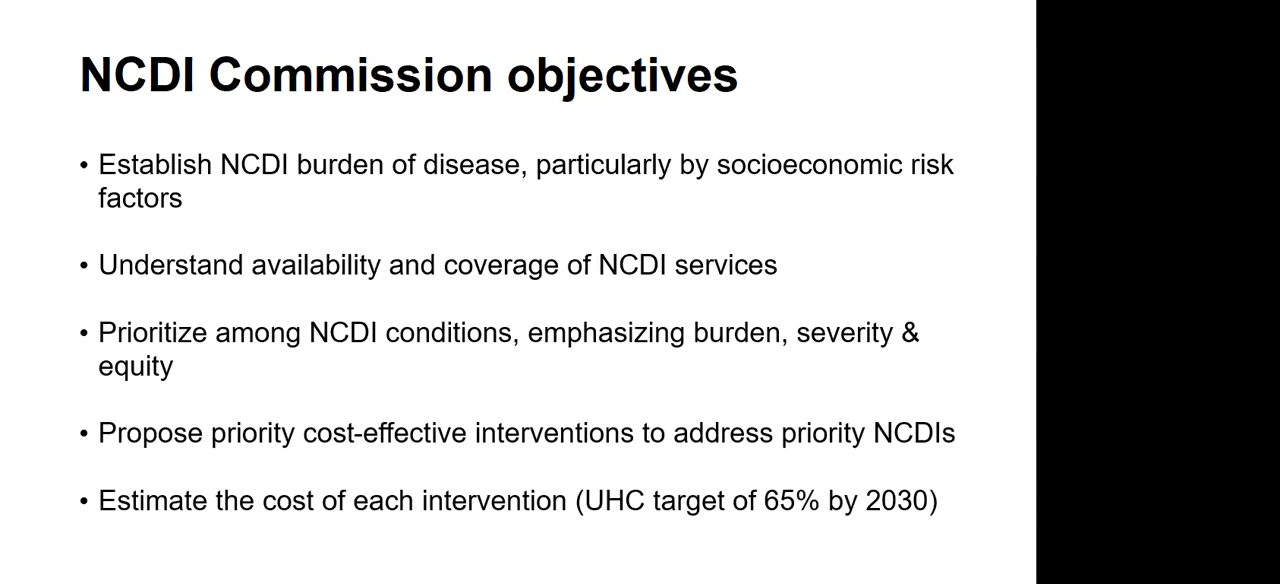 NCDI Commission objectives
• Establish NCDI burden of disease, particularly by socioeconomic risk
factors
• Understand availability and coverage of NCDI services
• Prioritize among NCDI conditions, emphasizing burden, severity &
equity
• Propose priority cost-effective interventions to address priority NCDIs
• Estimate the cost of each intervention (UHC target of 65% by 2030)